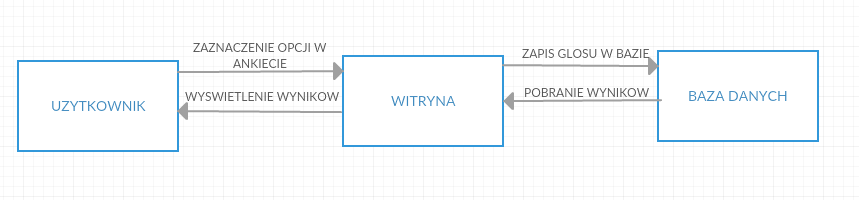 ZAZNACZENIE OPCJI W
ANKIECIE
ZAPIS GLOSU W BAZIE
UZYTKOWNIK
WYSWIETLENIE WYNIKOW
WITRYNA
POBRANIE WYNIKOW
BAZA DANYCH